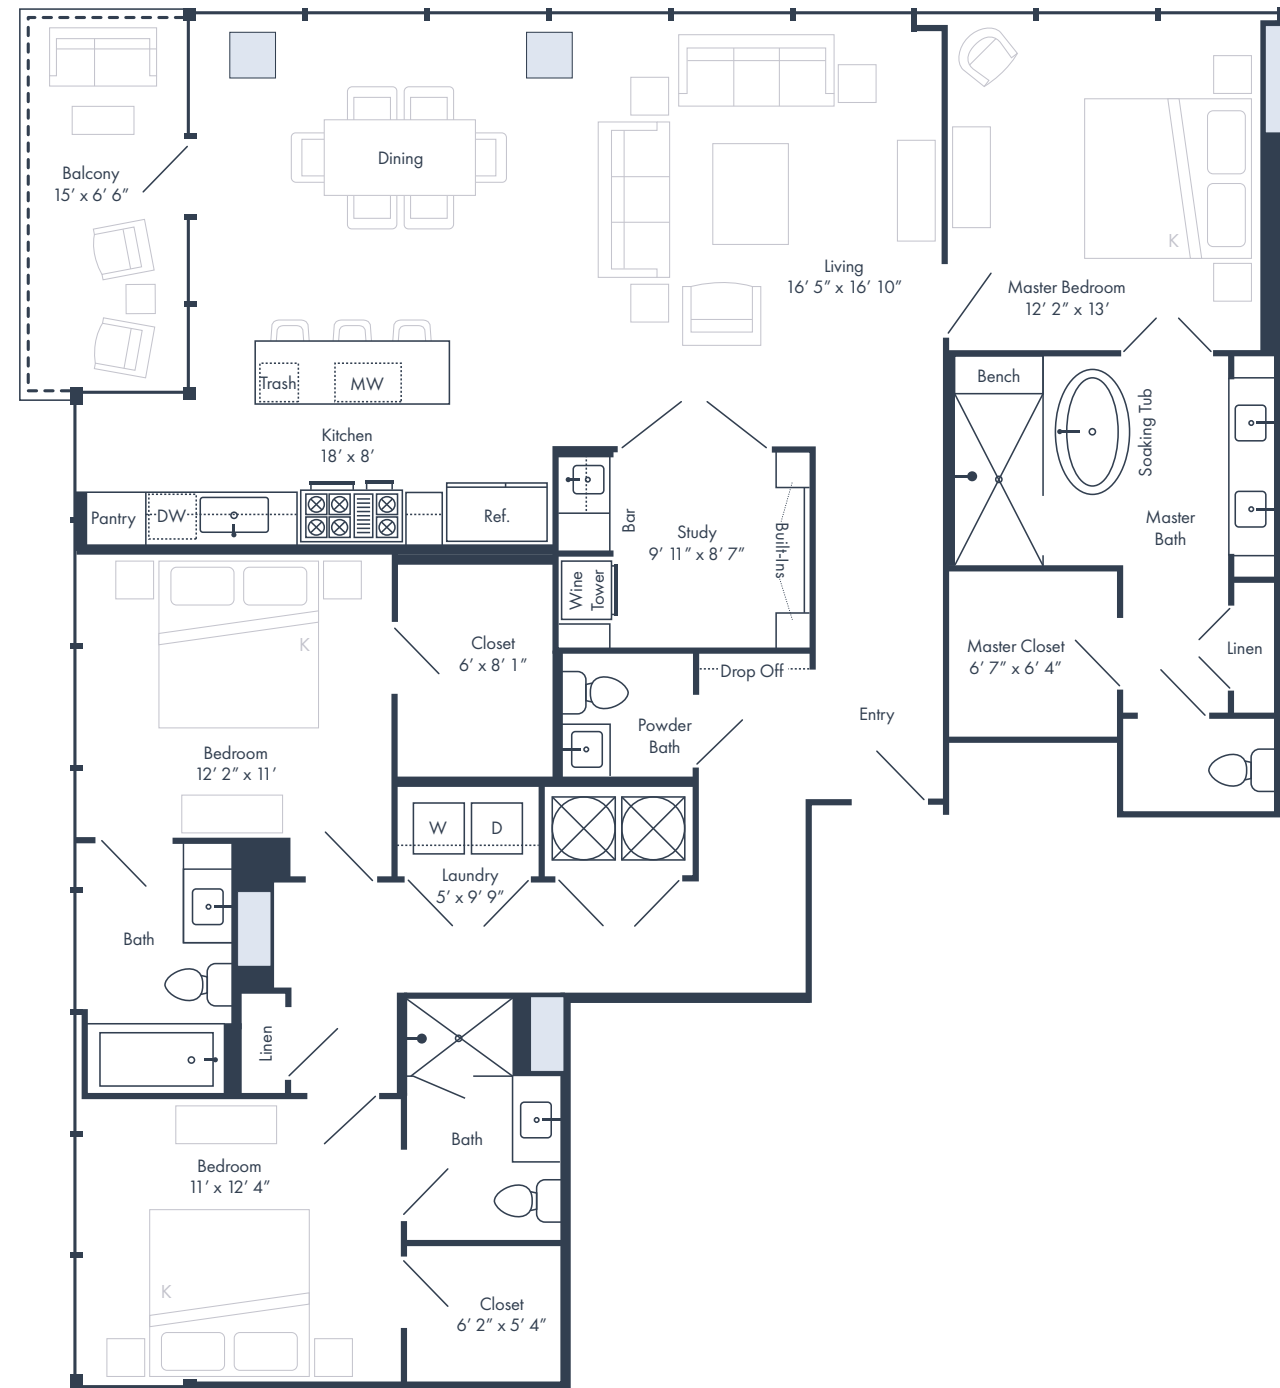 Balcony
15’ x 6’ 6”
Dining
Living
16’ 5” x 16’ 10”
K
Master Bedroom
12’ 2” x 13’
Trash
MW
Kitchen
18’ x 8’
Bench
Soaking Tub
Pantry
DW
Ref.
Bar
Study
9’ 11” x 8’ 7”
Built-Ins
Master
Bath
Wine
Tower
K
Closet
6’ x 8’ 1”
Drop Off
Master Closet
6’ 7” x 6’ 4”
Linen
Powder
Bath
Entry
Bedroom
12’ 2” x 11’
W
D
Laundry
5’ x 9’ 9”
Bath
Linen
Bath
Bedroom
11’ x 12’ 4”
K
Closet
6’ 2” x 5’ 4”